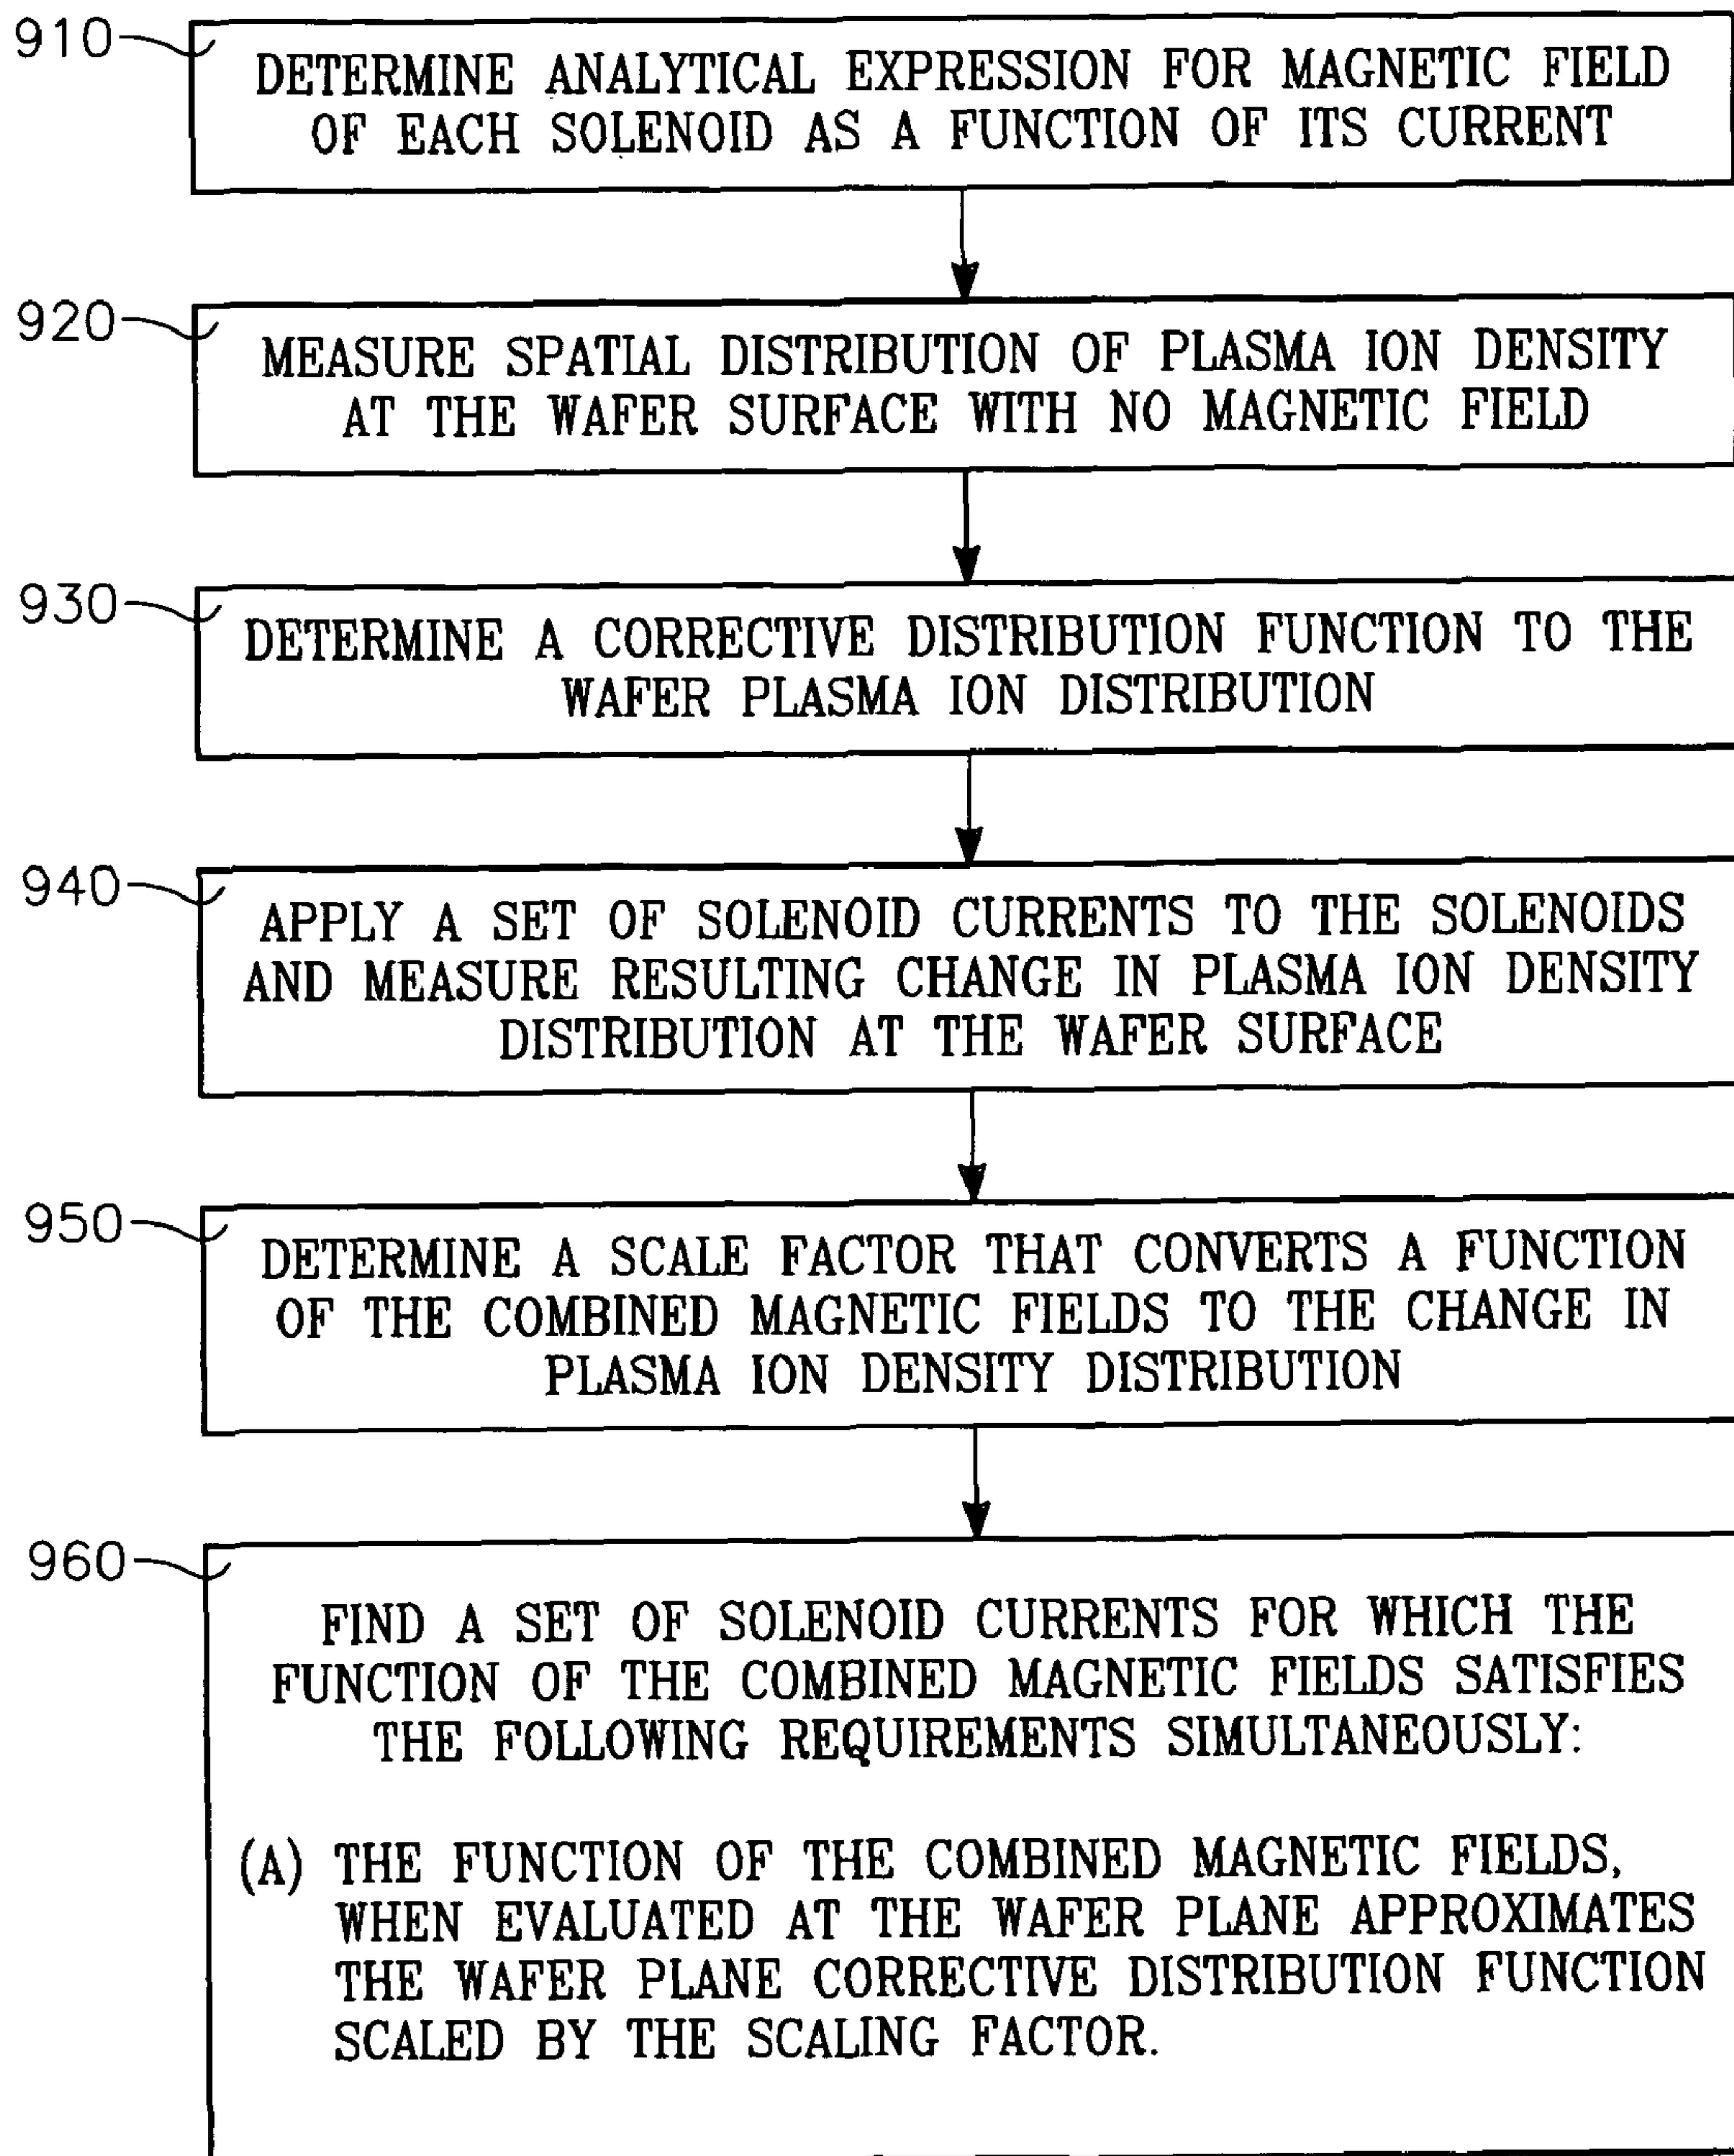 910
DETERMINE ANALYTICAL EXPRESSION FOR MAGNETIC FIELD
OF EACH SOLENOID AS A FUNCTION OF ITS CURRENT
920
MEASURE SPATIAL DISTRIBUTION OF PLASMA ION DENSITY
AT THE WAFER SURFACE WITH NO MAGNETIC FIELD
930
DETERMINE A CORRECTIVE DISTRIBUTION FUNCTION TO THE
WAFER PLASMA ION DISTRIBUTION
940
APPLY A SET OF SOLENOID CURRENTS TO THE SOLENOIDS
AND MEASURE RESULTING CHANGE IN PLASMA ION DENSITY
DISTRIBUTION AT THE WAFER SURFACE
950
DETERMINE A SCALE FACTOR THAT CONVERTS A FUNCTION
OF THE COMBINED MAGNETIC FIELDS TO THE CHANGE IN
PLASMA ION DENSITY DISTRIBUTION
960
FIND A SET OF SOLENOID CURRENTS FOR WHICH THE
FUNCTION OF THE COMBINED MAGNETIC FIELDS SATISFIES
THE FOLLOWING REQUIREMENTS SIMULTANEOUSLY:
(A) THE FUNCTION OF THE COMBINED MAGNETIC FIELDS,
WHEN EVALUATED AT THE WAFER PLANE APPROXIMATES
THE WAFER PLANE CORRECTIVE DISTRIBUTION FUNCTION
SCALED BY THE SCALING FACTOR.